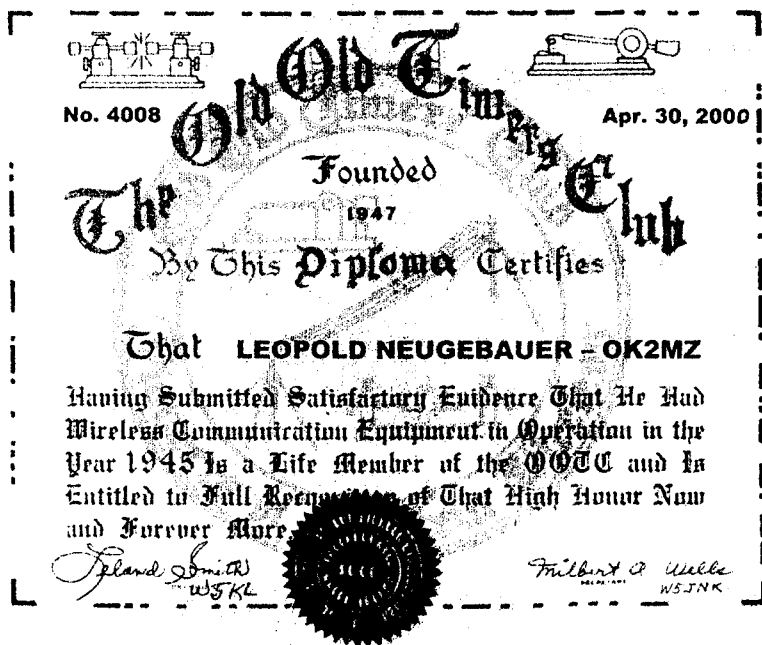 No. 4008
Apr. 30, 2000
The Old Old Timers Club
Founded
1947
By This Diploma Certifies
That LEOPOLD NEUGEBAUER – OK2MZ
Having Submitted Satisfactory Evidence That He Had
Wireless Communication Equipment in Operation in the
Year 1945 Is a Life Member of the OOTC and Is
Entitled to Full of That High Honor Now
and Forever More
Leland Smith
W5KL
Milbert A Wells
W5JNK